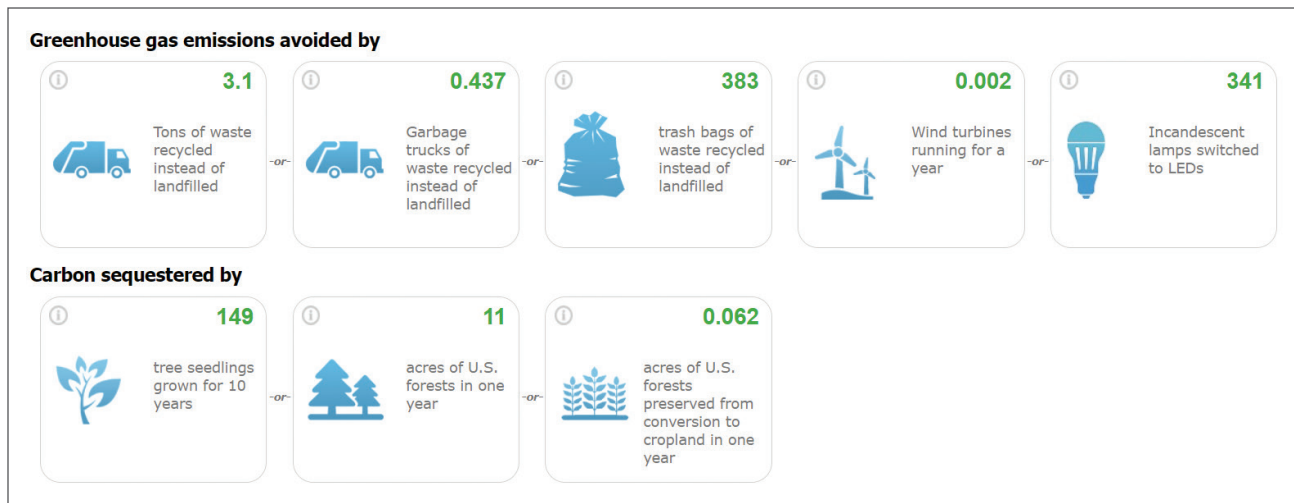 Greenhouse gas emissions avoided by
3.1
Tons of waste
recycled
instead of
landfilled
-or-
0.437
Garbage
trucks of
waste recycled
instead of
landfilled
-or-
383
trash bags of
waste recycled
instead of
landfilled
-or-
0.002
Wind turbines
running for a
year
-or-
341
Incandescent
lamps switched
to LEDs
Carbon sequestered by
149
tree seedlings
grown for 10
years
-or-
11
acres of U.S.
forests in one
year
-or-
0.062
acres of U.S.
forests
preserved from
conversion to
cropland in one
year